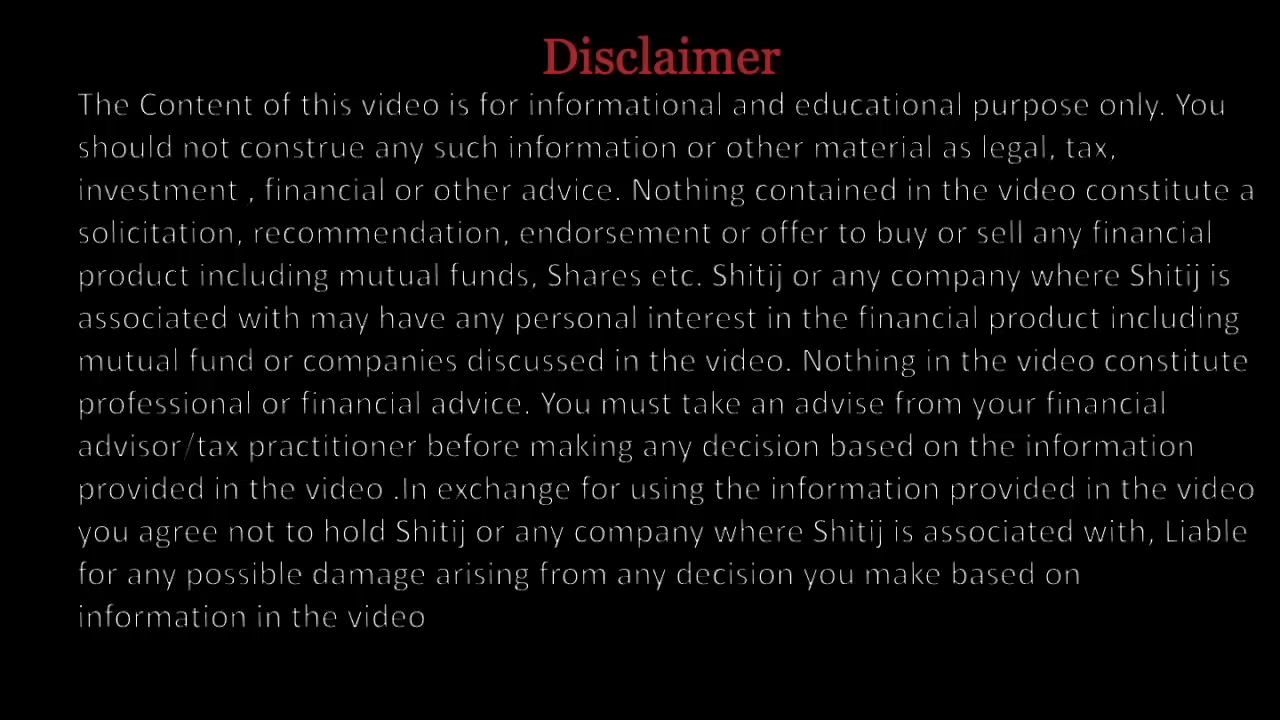 Disclaimer
The Content of this video is for informational and educational purpose only. You
should not construe any such information or other material as legal, tax,
investment , financial or other advice. Nothing contained in the video constitute a
solicitation, recommendation, endorsement or offer to buy or sell any financial
product including mutual funds, Shares etc. Shitij or any company where Shitij is
associated with may have any personal interest in the financial product including
mutual fund or companies discussed in the video. Nothing in the video constitute
professional or financial advice. You must take an advise from your financial
advisor/tax practitioner before making any decision based on the information
provided in the video .In exchange for using the information provided in the video
you agree not to hold Shitij or any company where Shitij is associated with, Liable
for any possible damage arising from any decision you make based on
information in the video